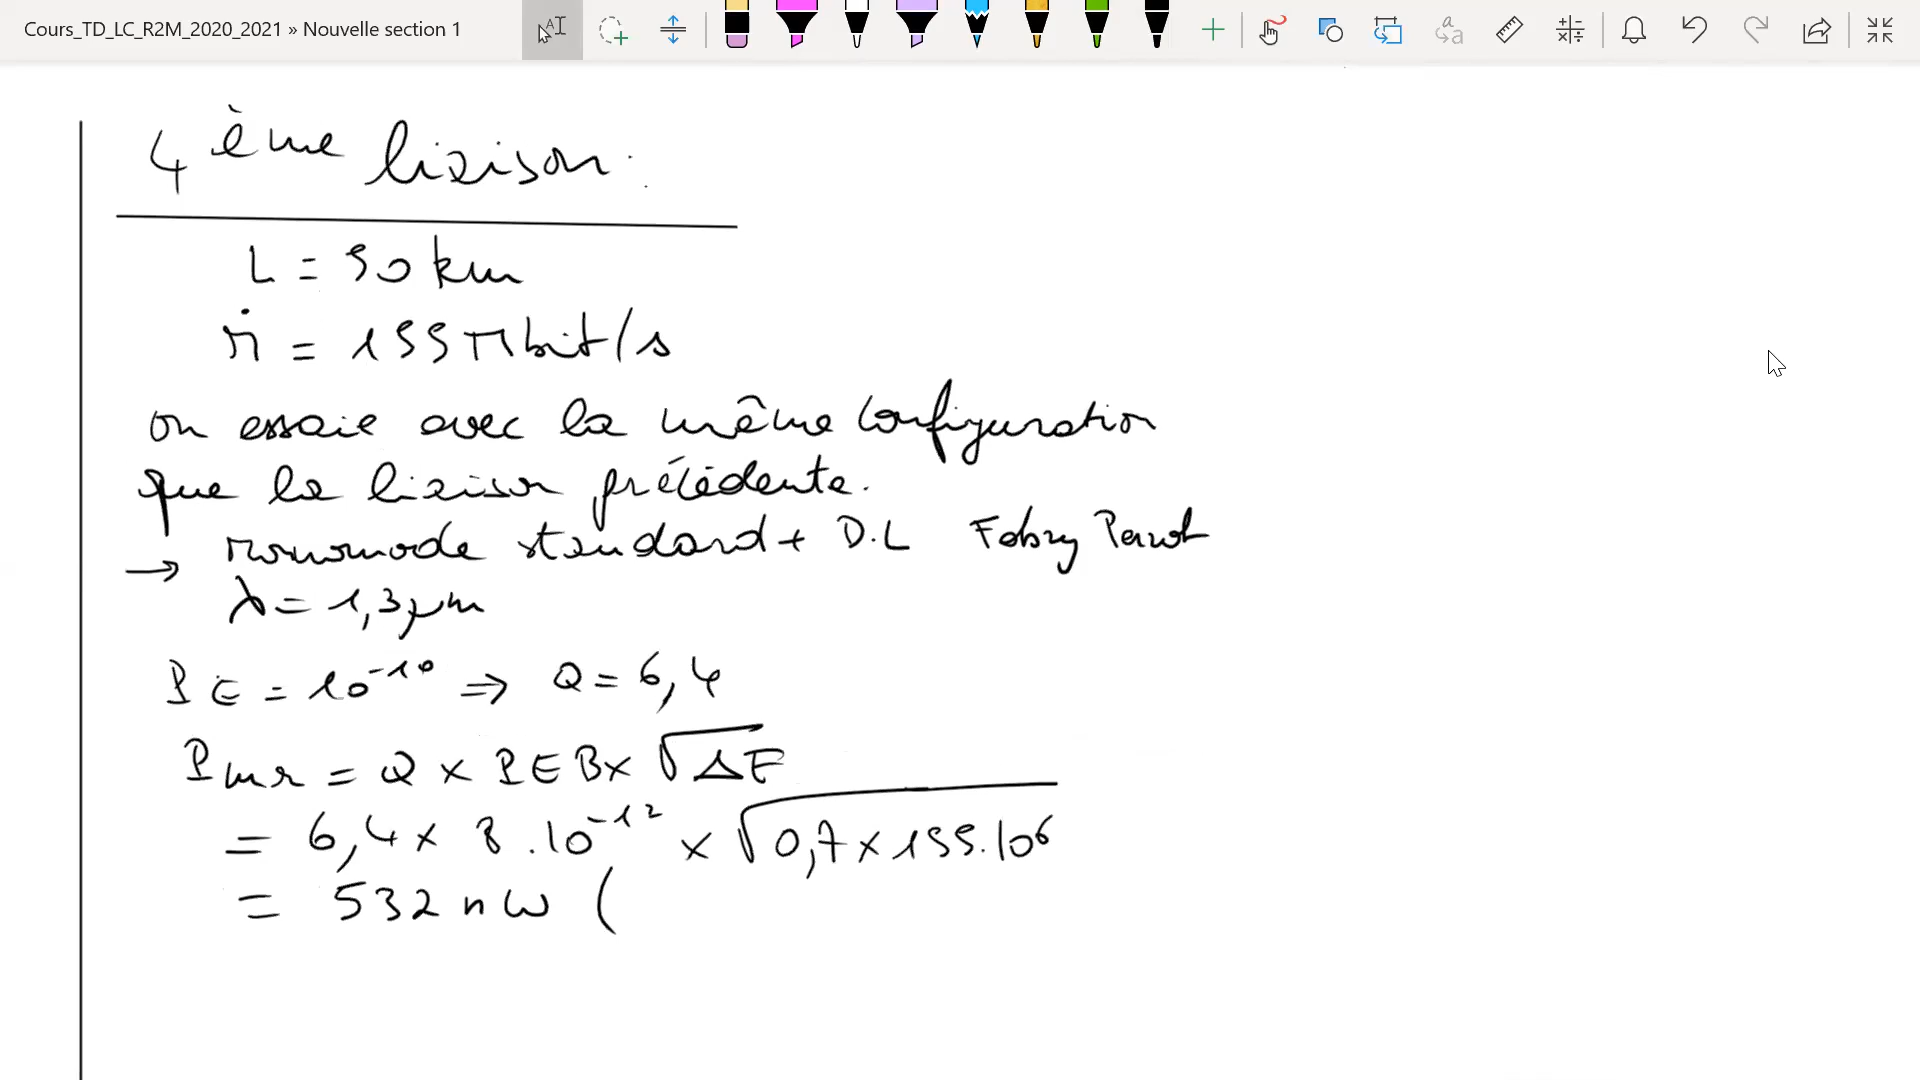 Cours_TD_LC_R2M_2020_2021 » Nouvelle section 1
4ème liaison :
L = 50 km
ṁ = 155 Mbit/s
on essaie avec la même configuration
que la liaison précédente.
→ monomode standard + D.L Fabry Perot
λ = 1,3 μm
PE = 10⁻¹⁰ ⇒ Q = 6,4
Pmr = Q × PEB × √ΔF
= 6,4 × 8.10⁻¹² × √0,7 × 155.10⁶
= 532 nW (